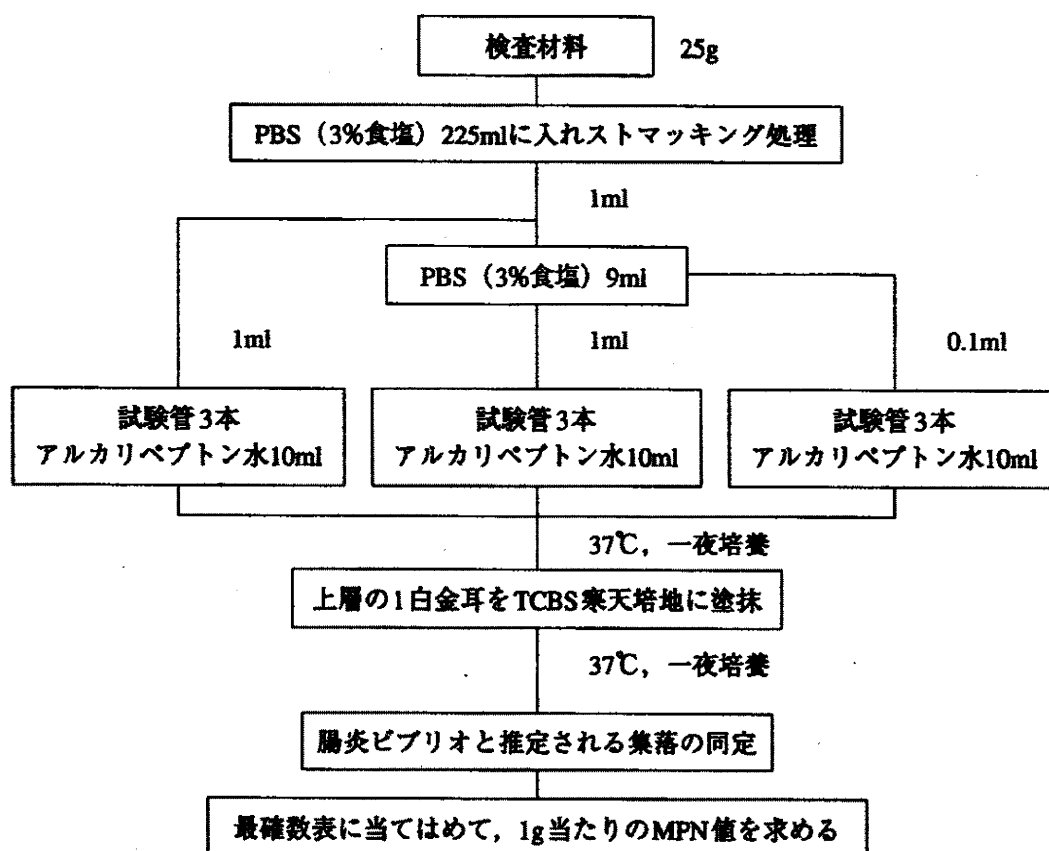 検査材料 25g
PBS（3%食塩）225mlに入れストマッキング処理
1ml
PBS（3%食塩）9ml
1ml 1ml 0.1ml
試験管3本 試験管3本 試験管3本
アルカリペプトン水10ml アルカリペプトン水10ml アルカリペプトン水10ml
37℃，一夜培養
上層の1白金耳をTCBS寒天培地に塗抹
37℃，一夜培養
腸炎ビブリオと推定される集落の同定
最確数表に当てはめて，1g当たりのMPN値を求める